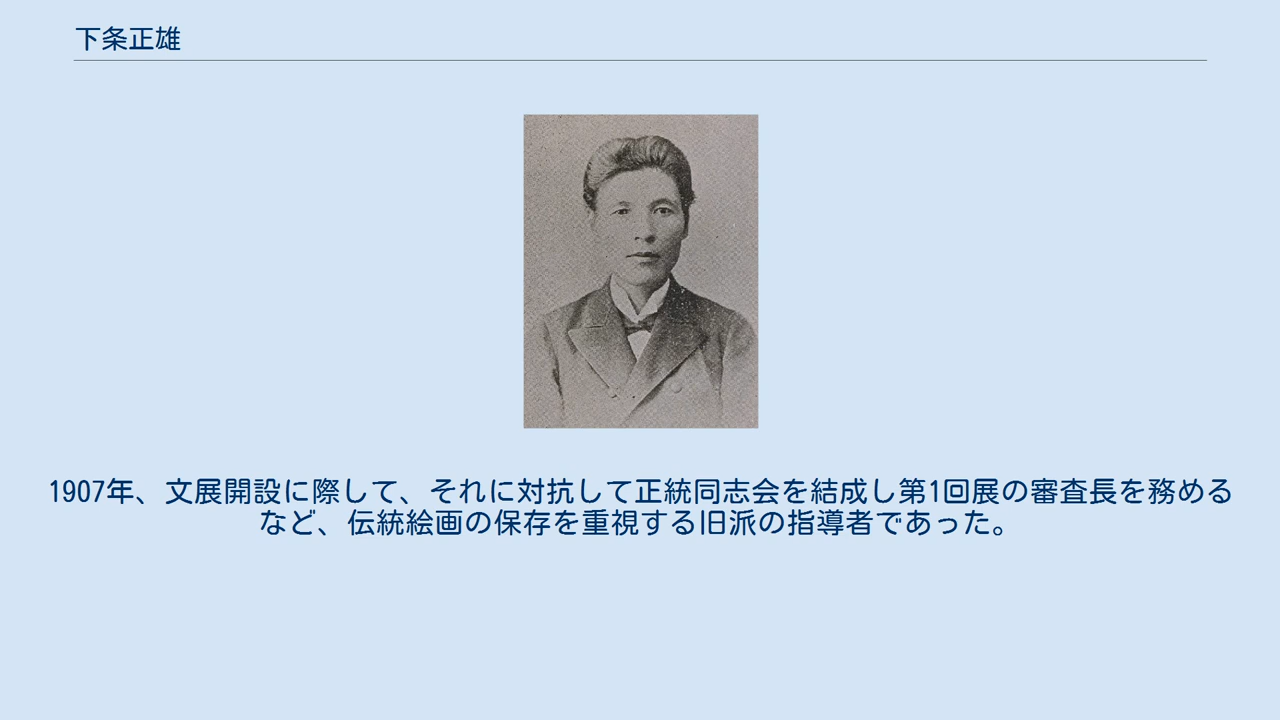 下条正雄
1907年、文展開設に際して、それに対抗して正統同志会を結成し第1回展の審査長を務める
など、伝統絵画の保存を重視する旧派の指導者であった。